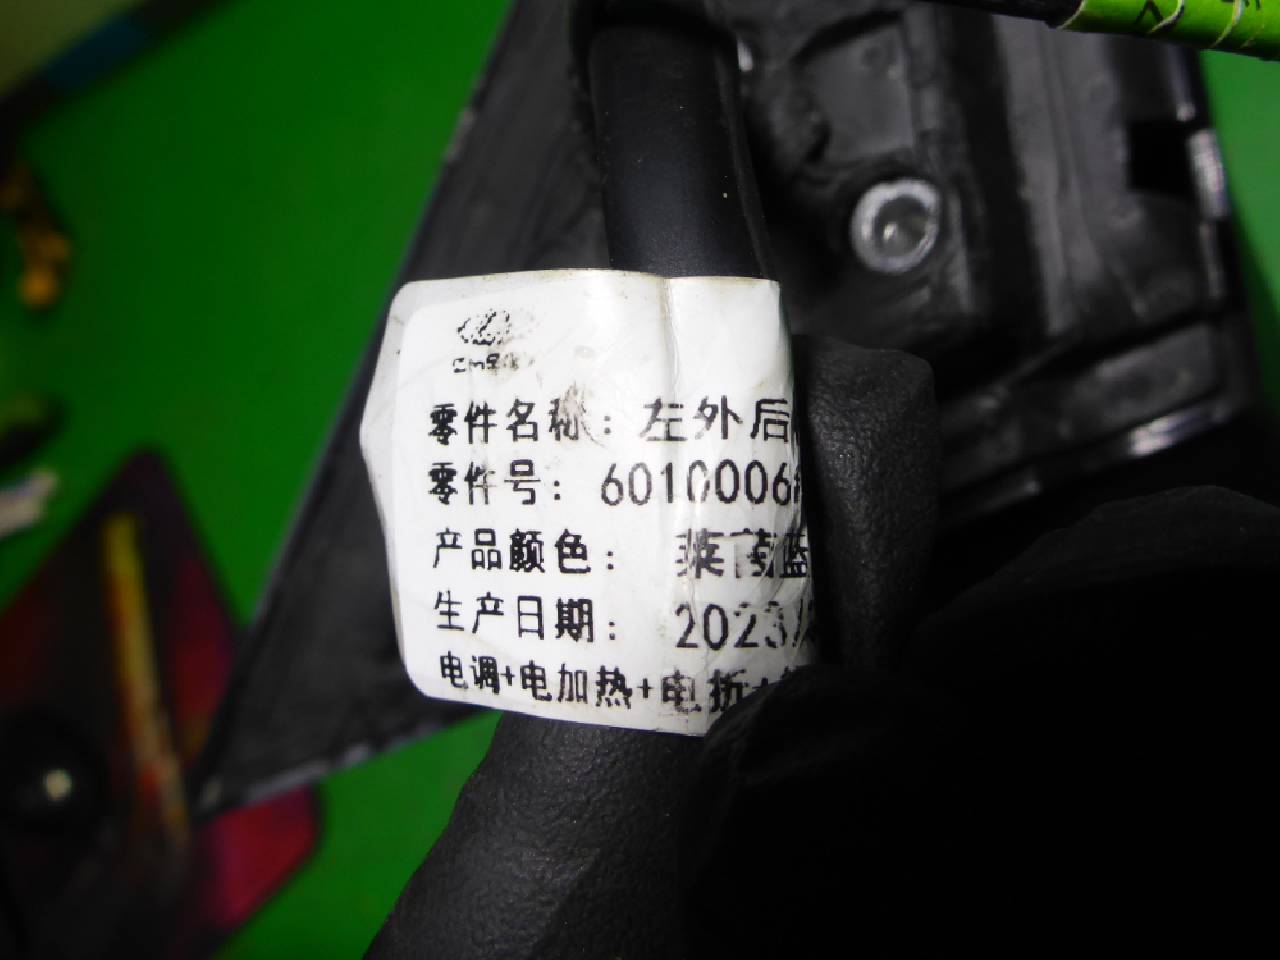 零件名称：左外后
零件号：6010006
产品颜色：莱茵蓝
生产日期：2023/
电调+电加热+电折+